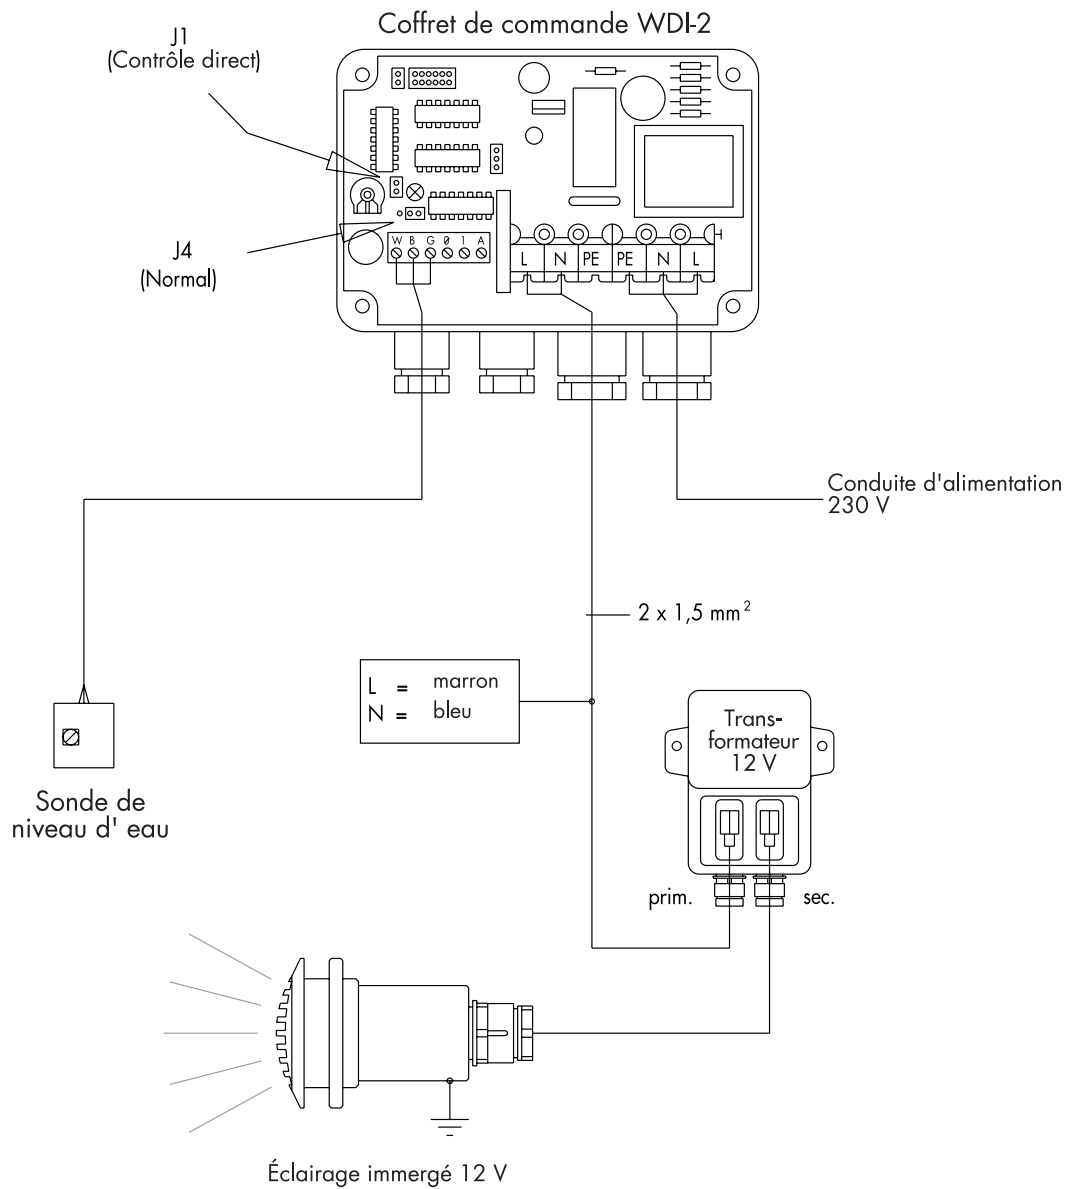 Coffret de commande WDI-2
J1
(Contrôle direct)
J4
(Normal)
W B G 0 1 A
L N PE PE N L
Conduite d'alimentation
230 V
2 x 1,5 mm²
L = marron
N = bleu
Trans-
formateur
12 V
Sonde de
niveau d' eau
prim.
sec.
Éclairage immergé 12 V